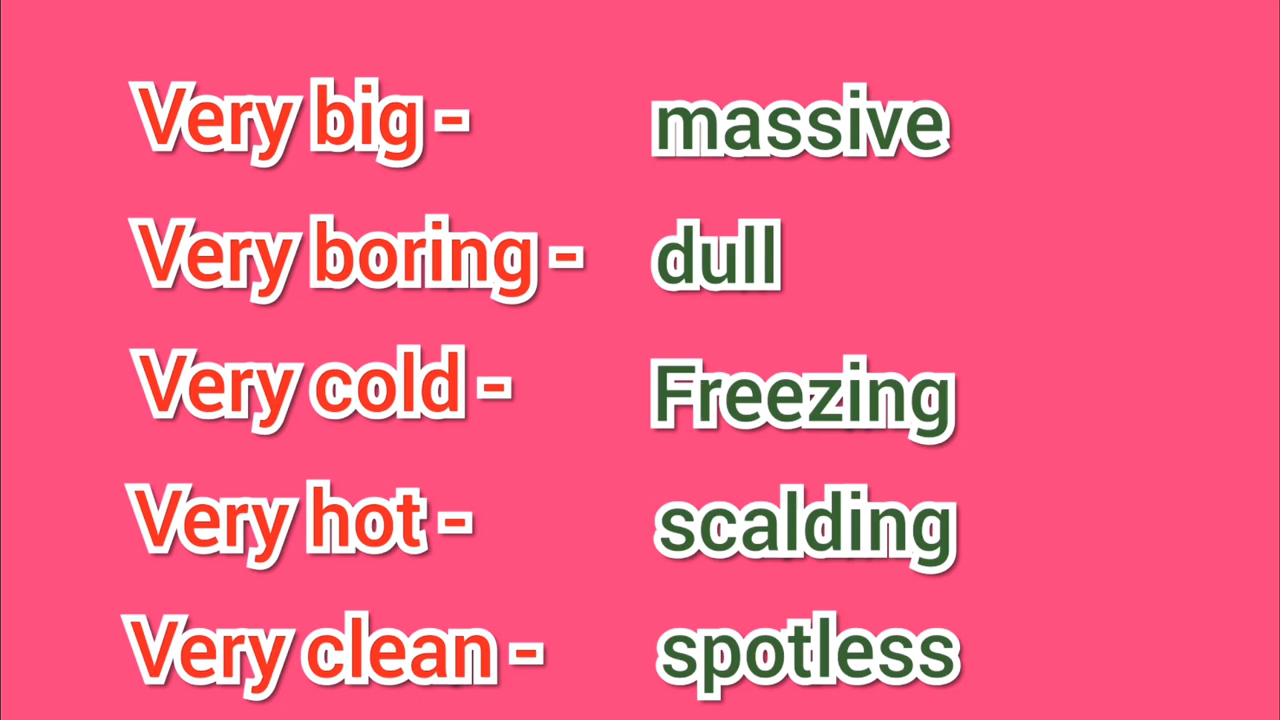 Very big - massive
Very boring - dull
Very cold - Freezing
Very hot - scalding
Very clean - spotless